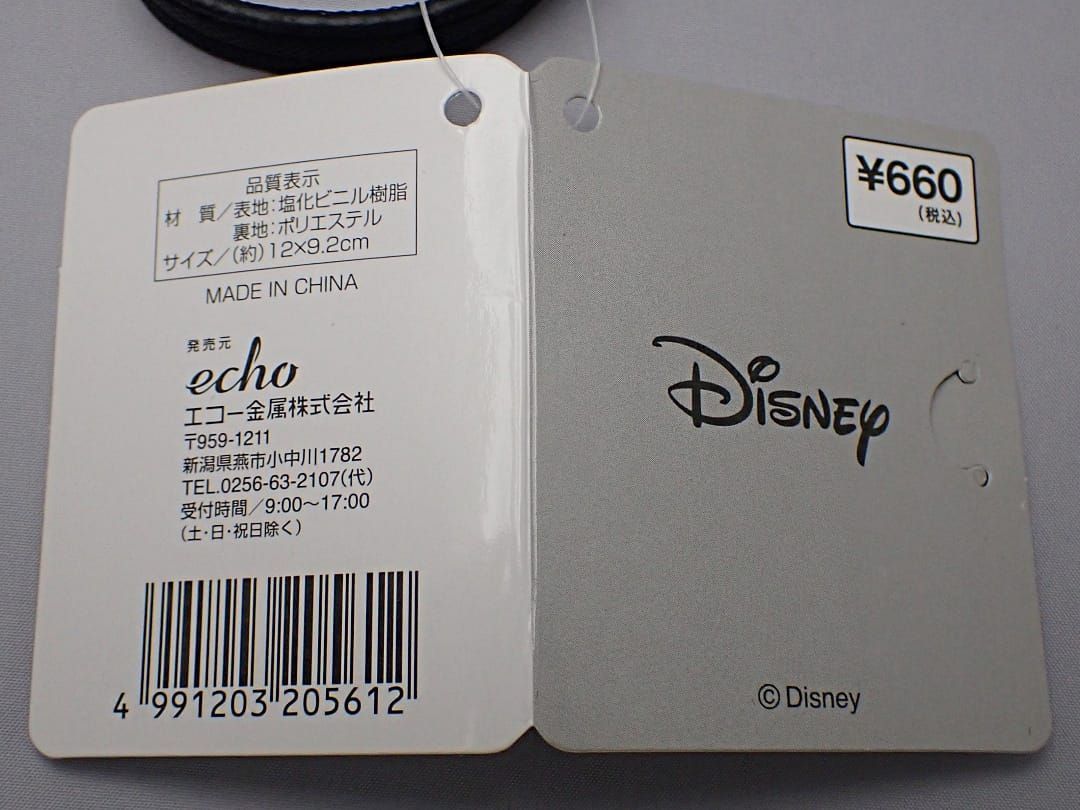 品質表示
材　質／表地：塩化ビニル樹脂
裏地：ポリエステル
サイズ／(約)12×9.2cm
MADE IN CHINA
発売元
echo
エコー金属株式会社
〒959-1211
新潟県燕市小中川1782
TEL.0256-63-2107(代)
受付時間／9:00〜17:00
(土・日・祝日除く)
4 991203 205612
¥660
(税込)
Disney
©Disney